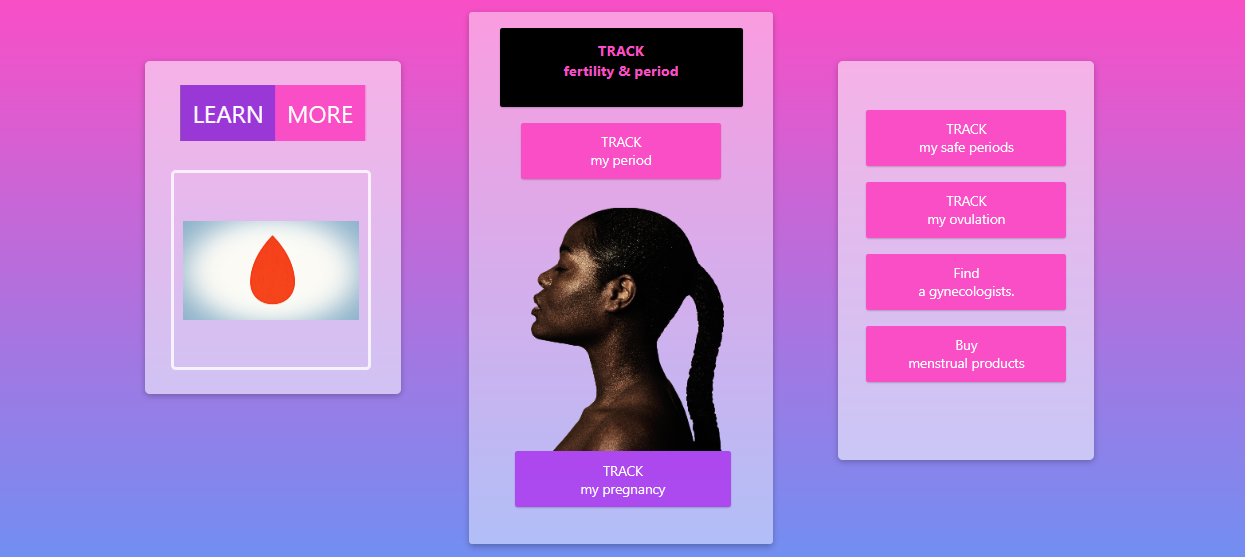 LEARN MORE
TRACK
fertility & period
TRACK
my period
TRACK
my pregnancy
TRACK
my safe periods
TRACK
my ovulation
Find
a gynecologists.
Buy
menstrual products